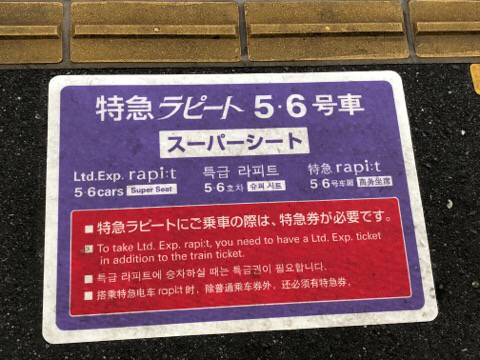 特急ラピート 5・6号車
スーパーシート
Ltd.Exp. rapi:t
5・6cars Super Seat
특급 라피트
5・6호차 슈퍼 시트
特急 rapi:t
5・6号车厢 商务坐席
■ 特急ラピートにご乗車の際は、特急券が必要です。
■ To take Ltd. Exp. rapi:t, you need to have a Ltd. Exp. ticket
in addition to the train ticket.
■ 특급 라피트에 승차하실 때는 특급권이 필요합니다.
■ 搭乘特急电车 rapi:t 时, 除普通乘车券外, 还必须有特急券。